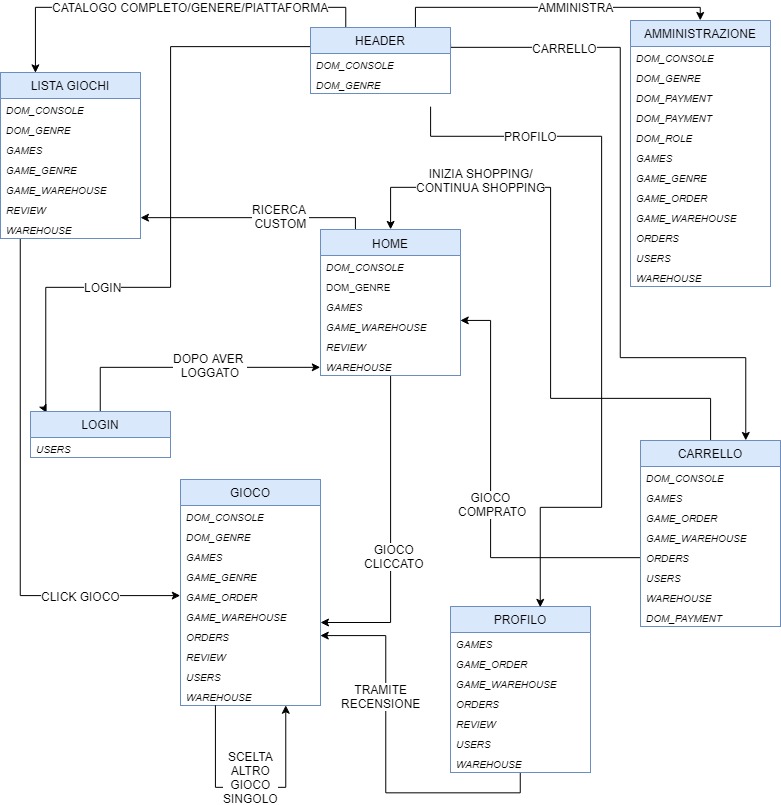 CATALOGO COMPLETO/GENERE/PIATTAFORMA
AMMINISTRA
HEADER
DOM_CONSOLE
DOM_GENRE
CARRELLO
AMMINISTRAZIONE
DOM_CONSOLE
DOM_GENRE
DOM_PAYMENT
DOM_PAYMENT
DOM_ROLE
GAMES
GAME_GENRE
GAME_ORDER
GAME_WAREHOUSE
ORDERS
USERS
WAREHOUSE
LISTA GIOCHI
DOM_CONSOLE
DOM_GENRE
GAMES
GAME_GENRE
GAME_WAREHOUSE
REVIEW
WAREHOUSE
PROFILO
INIZIA SHOPPING/
CONTINUA SHOPPING
RICERCA
CUSTOM
HOME
DOM_CONSOLE
DOM_GENRE
GAMES
GAME_WAREHOUSE
REVIEW
WAREHOUSE
LOGIN
DOPO AVER
LOGGATO
LOGIN
USERS
CARRELLO
DOM_CONSOLE
GAMES
GAME_ORDER
GAME_WAREHOUSE
ORDERS
USERS
WAREHOUSE
DOM_PAYMENT
GIOCO
DOM_CONSOLE
DOM_GENRE
GAMES
GAME_GENRE
GAME_ORDER
GAME_WAREHOUSE
ORDERS
REVIEW
USERS
WAREHOUSE
GIOCO
COMPRATO
GIOCO
CLICCATO
CLICK GIOCO
PROFILO
GAMES
GAME_ORDER
GAME_WAREHOUSE
ORDERS
REVIEW
USERS
WAREHOUSE
TRAMITE
RECENSIONE
SCELTA
ALTRO
GIOCO
SINGOLO